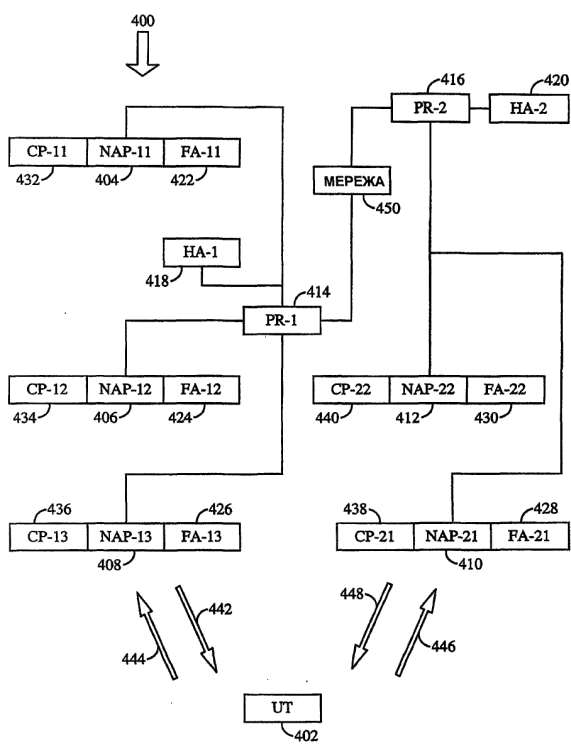 400
416
420
PR-2
HA-2
CP-11 NAP-11 FA-11
432 404 422
МЕРЕЖА
450
HA-1
418
414
PR-1
CP-12 NAP-12 FA-12
434 406 424
CP-22 NAP-22 FA-22
440 412 430
436 426
CP-13 NAP-13 FA-13
408
438 428
CP-21 NAP-21 FA-21
410
442
444
448
446
UT
402